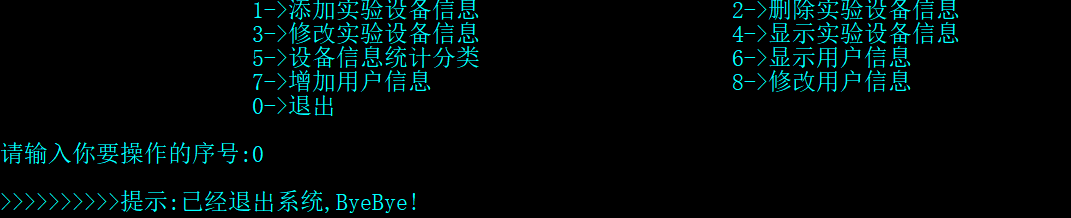 1->添加实验设备信息 2->删除实验设备信息
3->修改实验设备信息 4->显示实验设备信息
5->设备信息统计分类 6->显示用户信息
7->增加用户信息 8->修改用户信息
0->退出
请输入你要操作的序号:0
>>>>>>>>>>提示:已经退出系统,ByeBye!